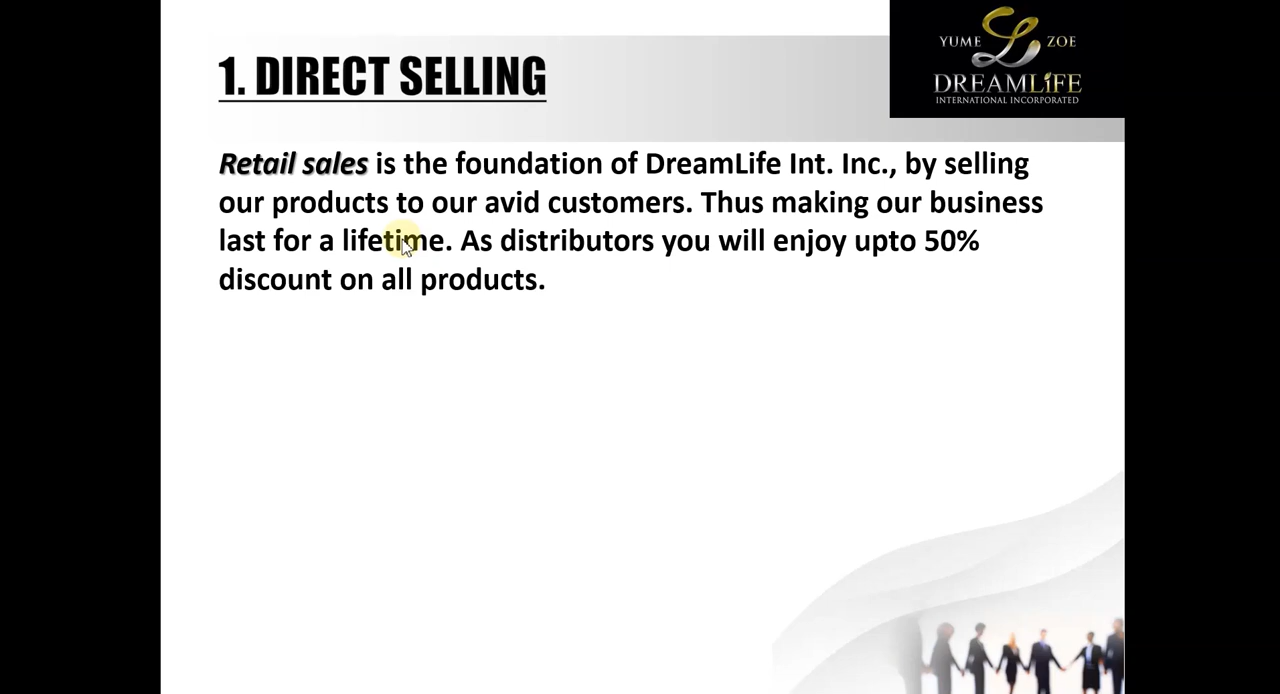 1. DIRECT SELLING
YUME ZOE
DREAMLIFE
INTERNATIONAL INCORPORATED
Retail sales is the foundation of DreamLife Int. Inc., by selling
our products to our avid customers. Thus making our business
last for a lifetime. As distributors you will enjoy upto 50%
discount on all products.